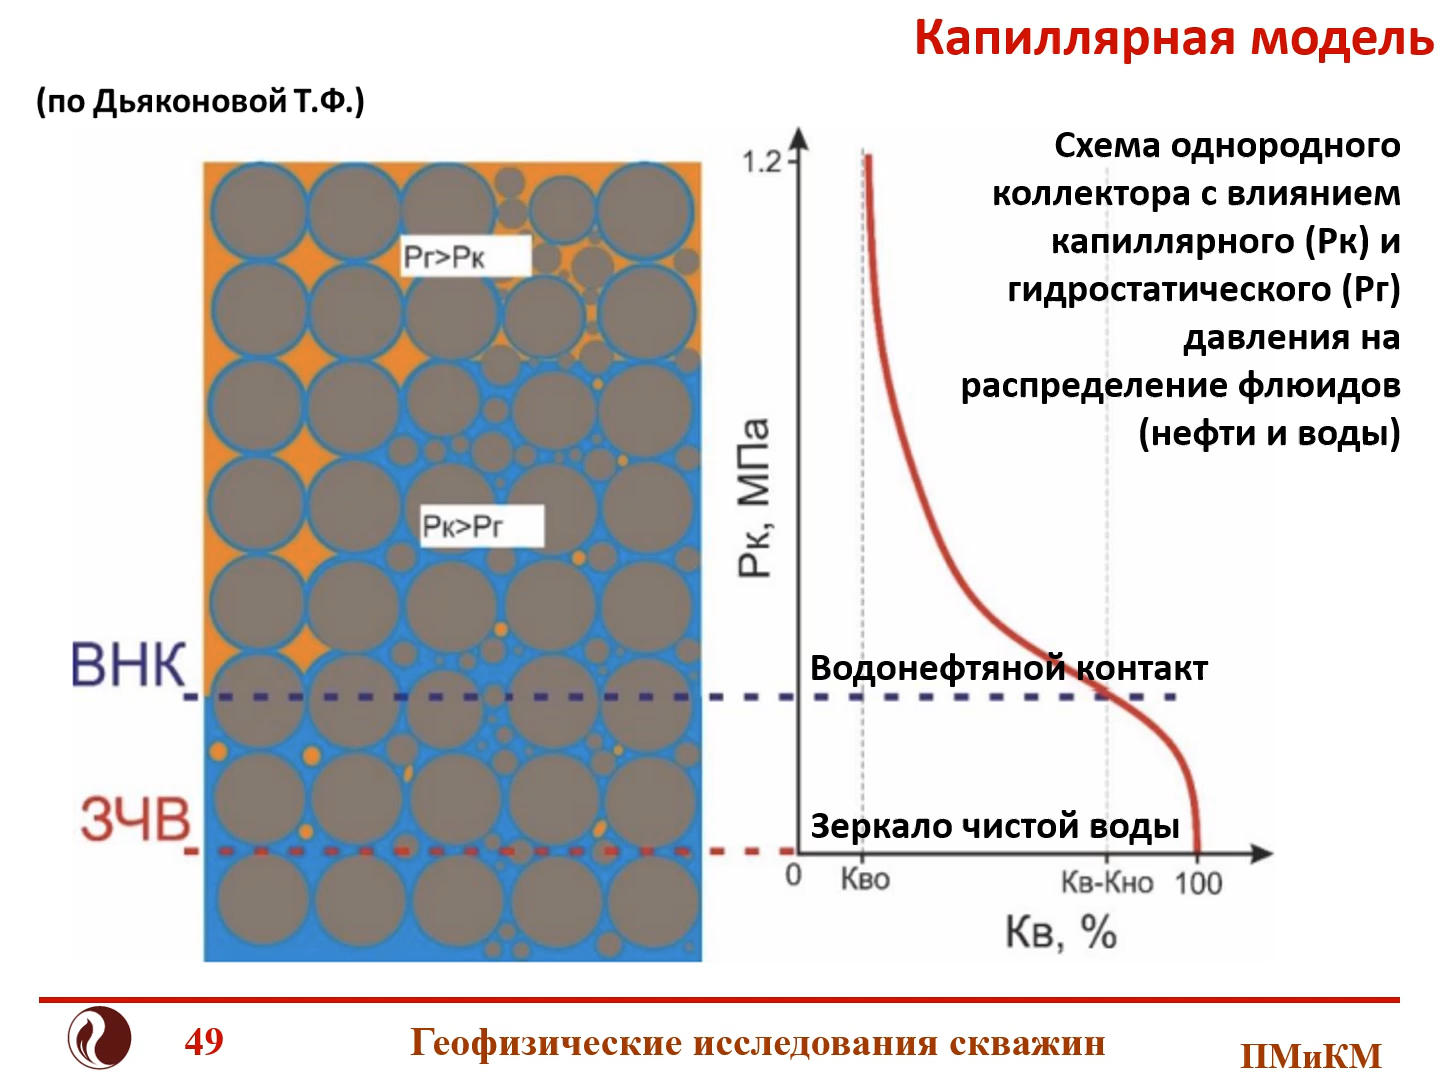 Капиллярная модель
(по Дьяконовой Т.Ф.)
Схема однородного
коллектора с влиянием
капиллярного (Рк) и
гидростатического (Рг)
давления на
распределение флюидов
(нефти и воды)
Рг>Рк
Рк>Рг
ВНК
ЗЧВ
1.2
Рк, МПа
Водонефтяной контакт
Зеркало чистой воды
0
Кво
Кв-Кно
100
Кв, %
49
Геофизические исследования скважин
ПМиКМ